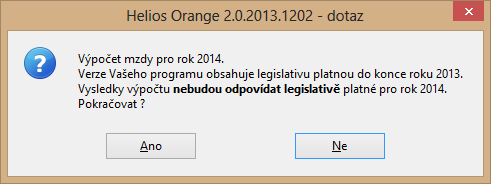 Helios Orange 2.0.2013.1202 - dotaz
Výpočet mzdy pro rok 2014.
Verze Vašeho programu obsahuje legislativu platnou do konce roku 2013.
Vysledky výpočtu nebudou odpovídat legislativě platné pro rok 2014.
Pokračovat ?
Ano
Ne